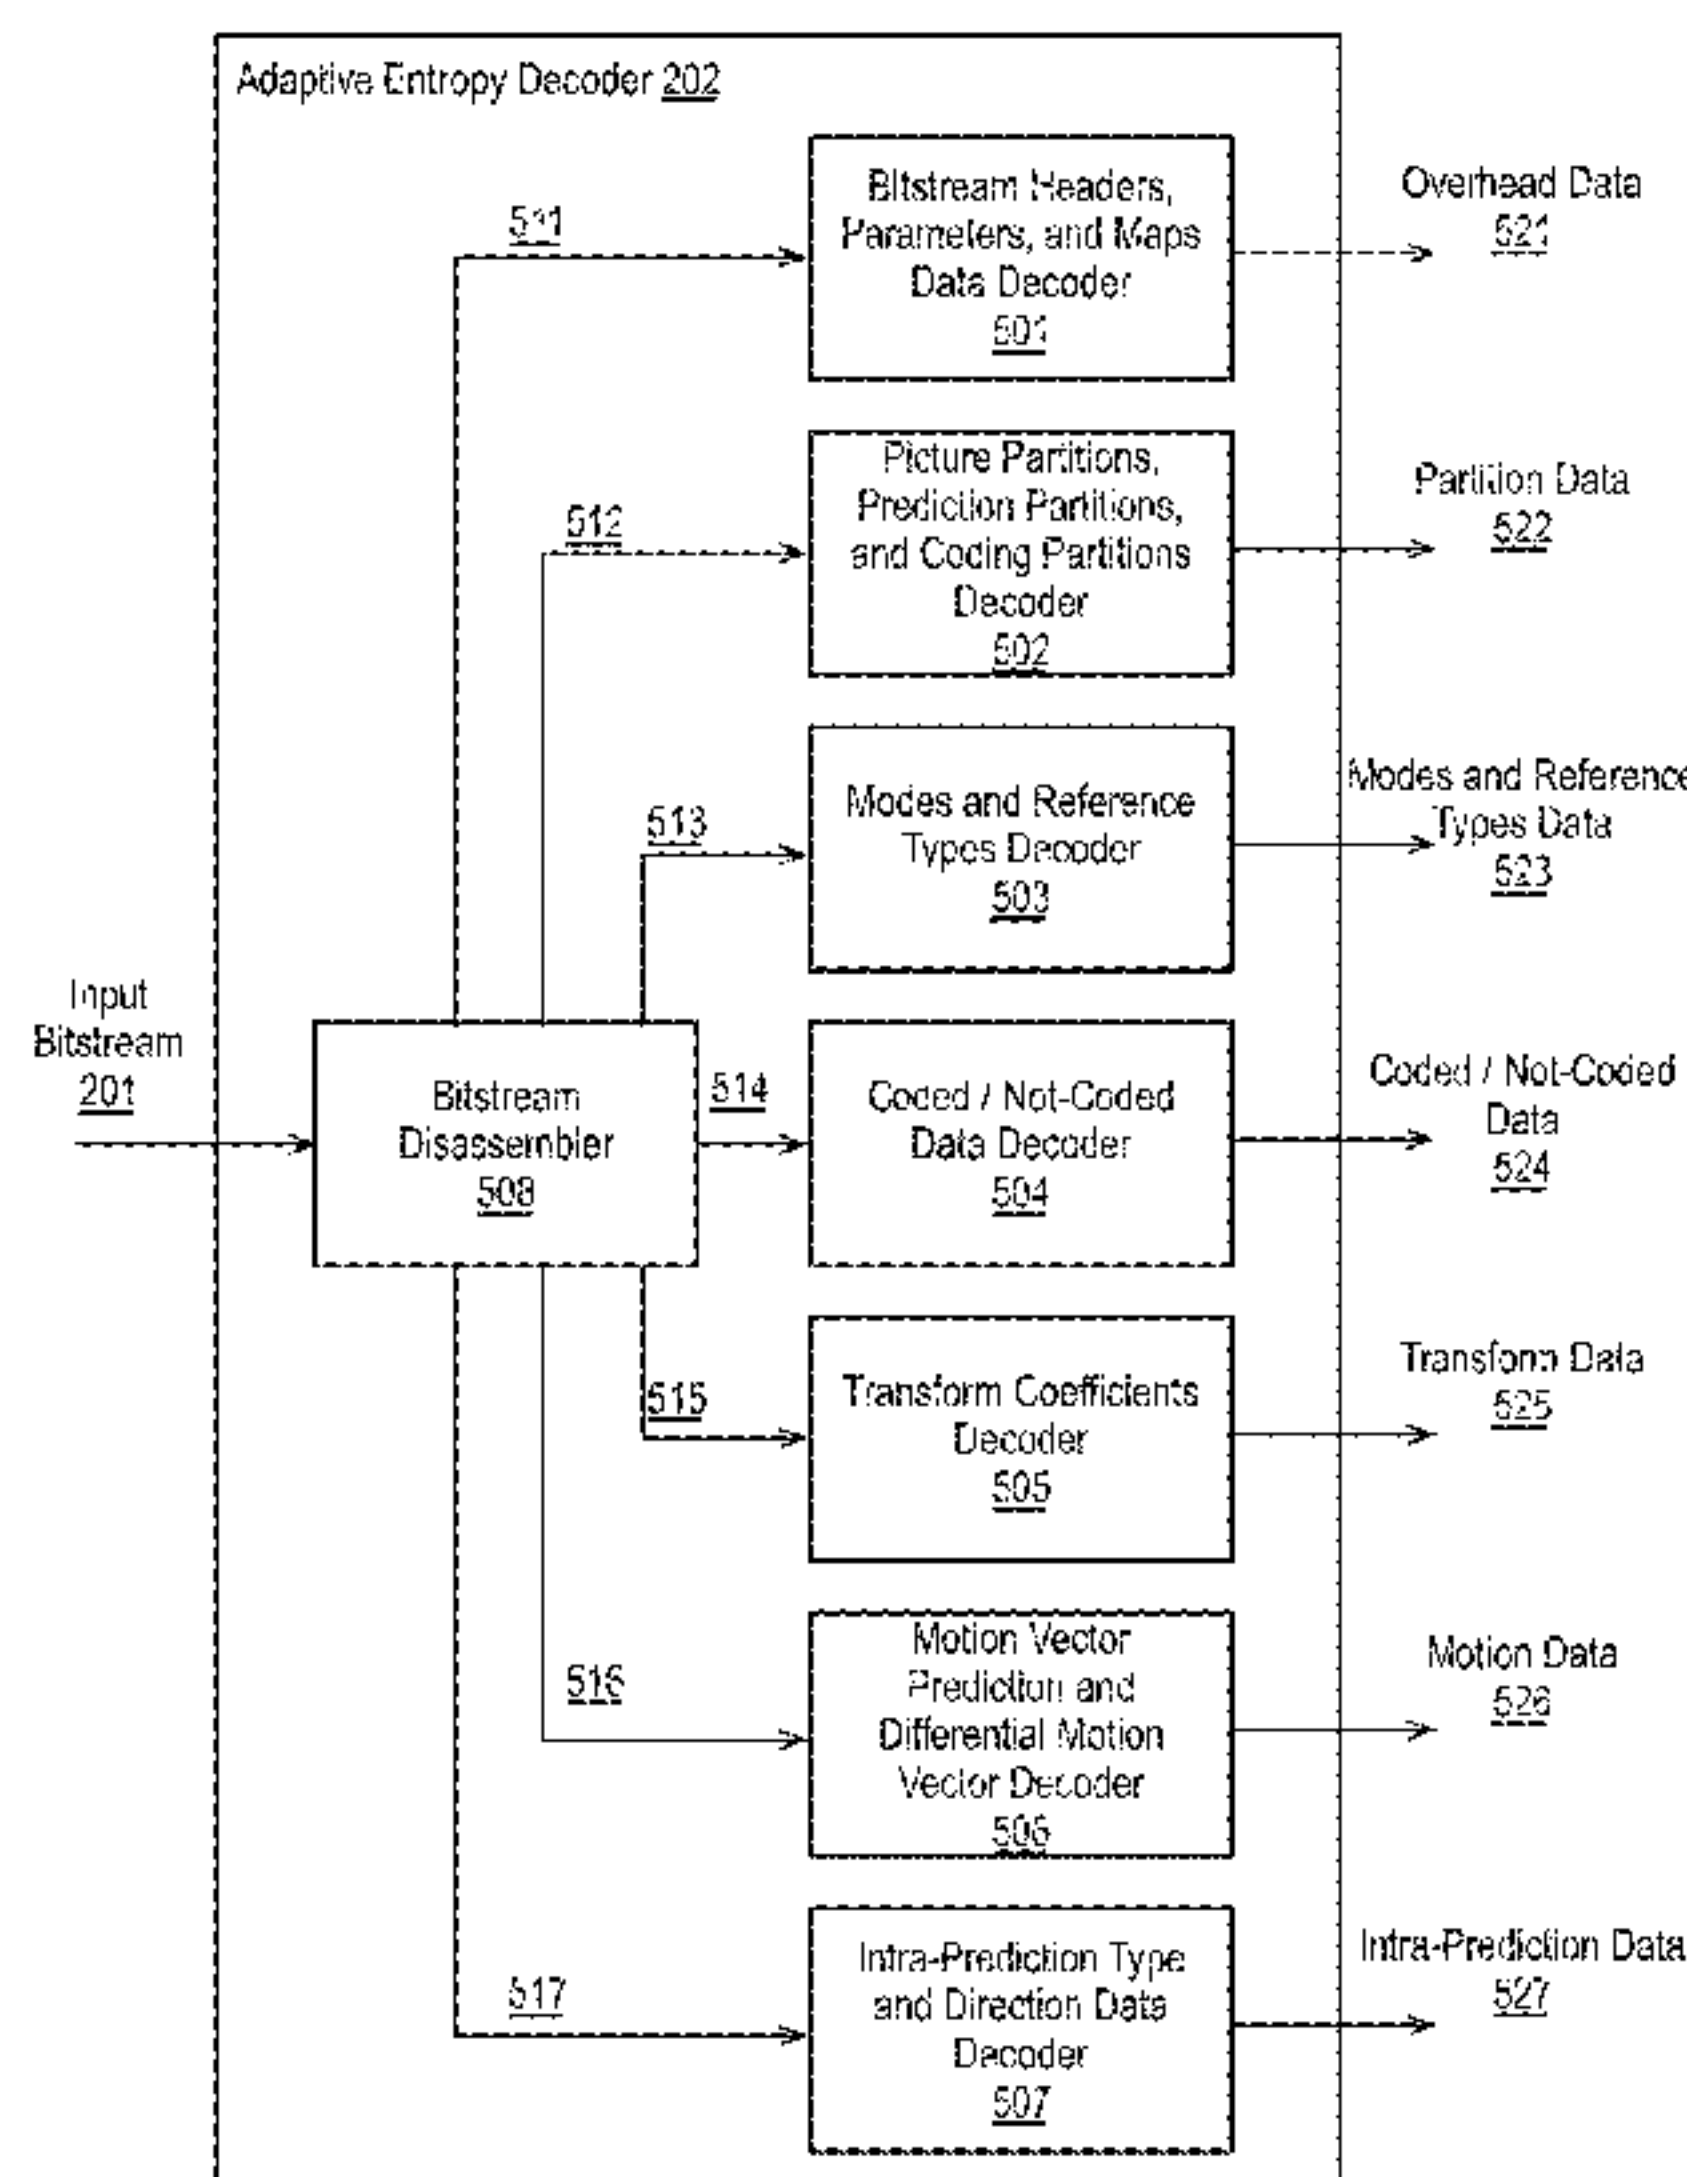 Adaptive Entropy Decoder 202
511
Bitstream Headers,
Parameters, and Maps
Data Decoder
501
Overhead Data
521
512
Picture Partitions,
Prediction Partitions,
and Coding Partitions
Decoder
502
Partition Data
522
513
Modes and Reference
Types Decoder
503
Modes and Reference
Types Data
523
Input
Bitstream
201
Bitstream
Disassembler
508
514
Coded / Not-Coded
Data Decoder
504
Coded / Not-Coded
Data
524
515
Transform Coefficients
Decoder
505
Transform Data
525
516
Motion Vector
Prediction and
Differential Motion
Vector Decoder
506
Motion Data
526
517
Intra-Prediction Type
and Direction Data
Decoder
507
Intra-Prediction Data
527